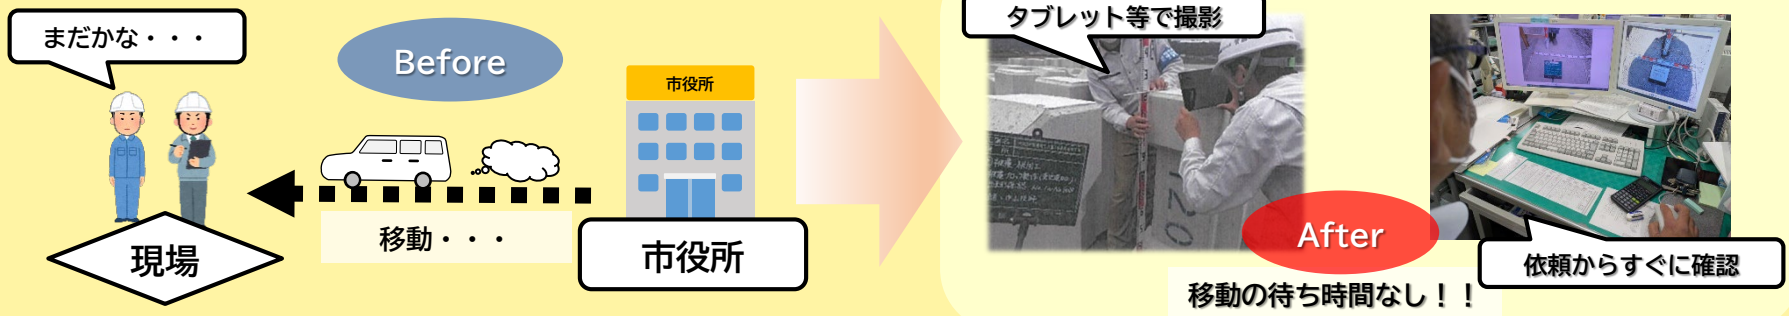 まだかな・・・
Before
市役所
移動・・・
現場
市役所
タブレット等で撮影
After
依頼からすぐに確認
移動の待ち時間なし！！